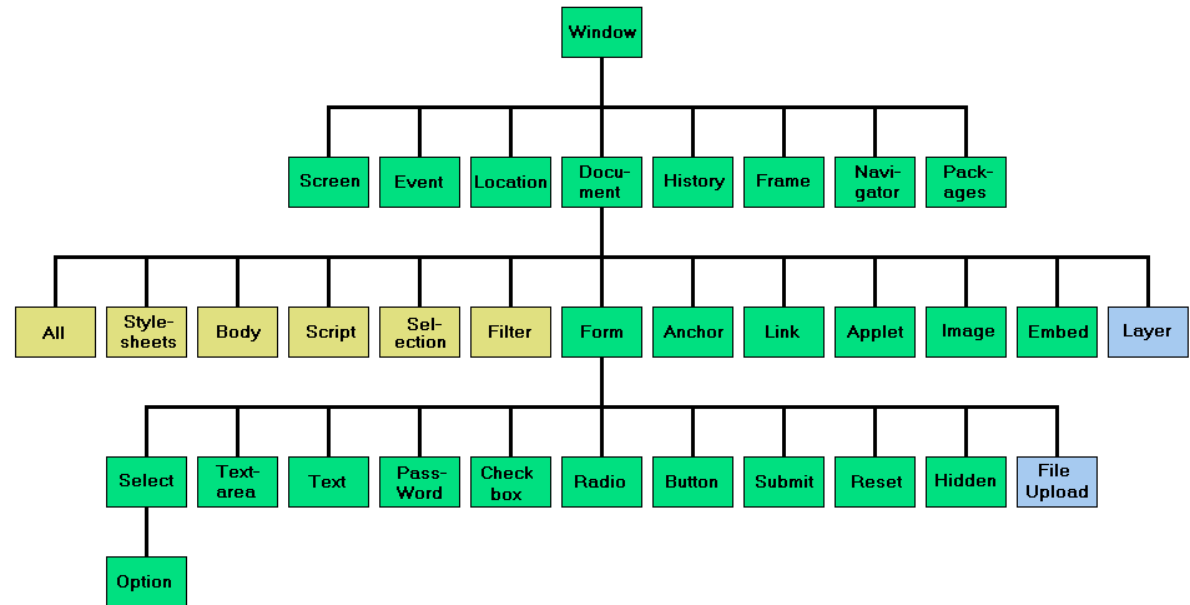 Window
Screen
Event
Location
Docu-
ment
History
Frame
Navi-
gator
Pack-
ages
All
Style-
sheets
Body
Script
Sel-
ection
Filter
Form
Anchor
Link
Applet
Image
Embed
Layer
Select
Text-
area
Text
Pass-
Word
Check
box
Radio
Button
Submit
Reset
Hidden
File
Upload
Option